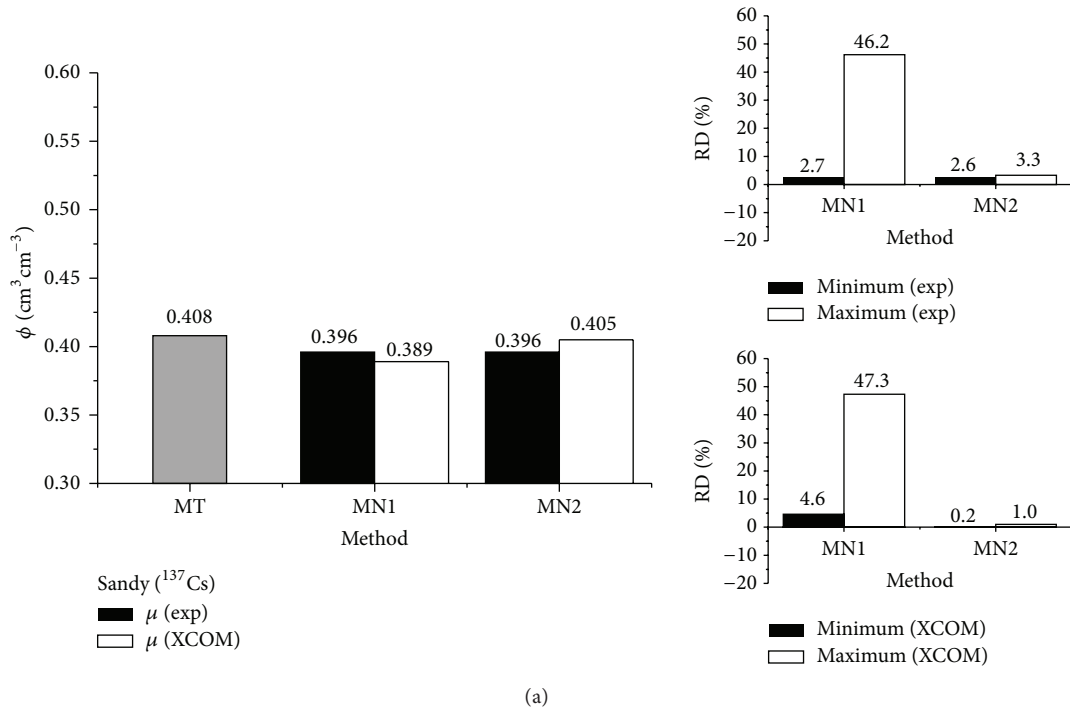 0.60
0.55
0.50
0.45
0.40
0.35
0.30
ϕ (cm³ cm⁻³)
0.408
0.396
0.389
0.396
0.405
MT
MN1
MN2
Method
Sandy (¹³⁷Cs)
μ (exp)
μ (XCOM)
60
50
40
30
20
10
0
−10
−20
RD (%)
2.7
46.2
2.6
3.3
MN1
MN2
Method
Minimum (exp)
Maximum (exp)
60
50
40
30
20
10
0
−10
−20
RD (%)
4.6
47.3
0.2
1.0
MN1
MN2
Method
Minimum (XCOM)
Maximum (XCOM)
(a)